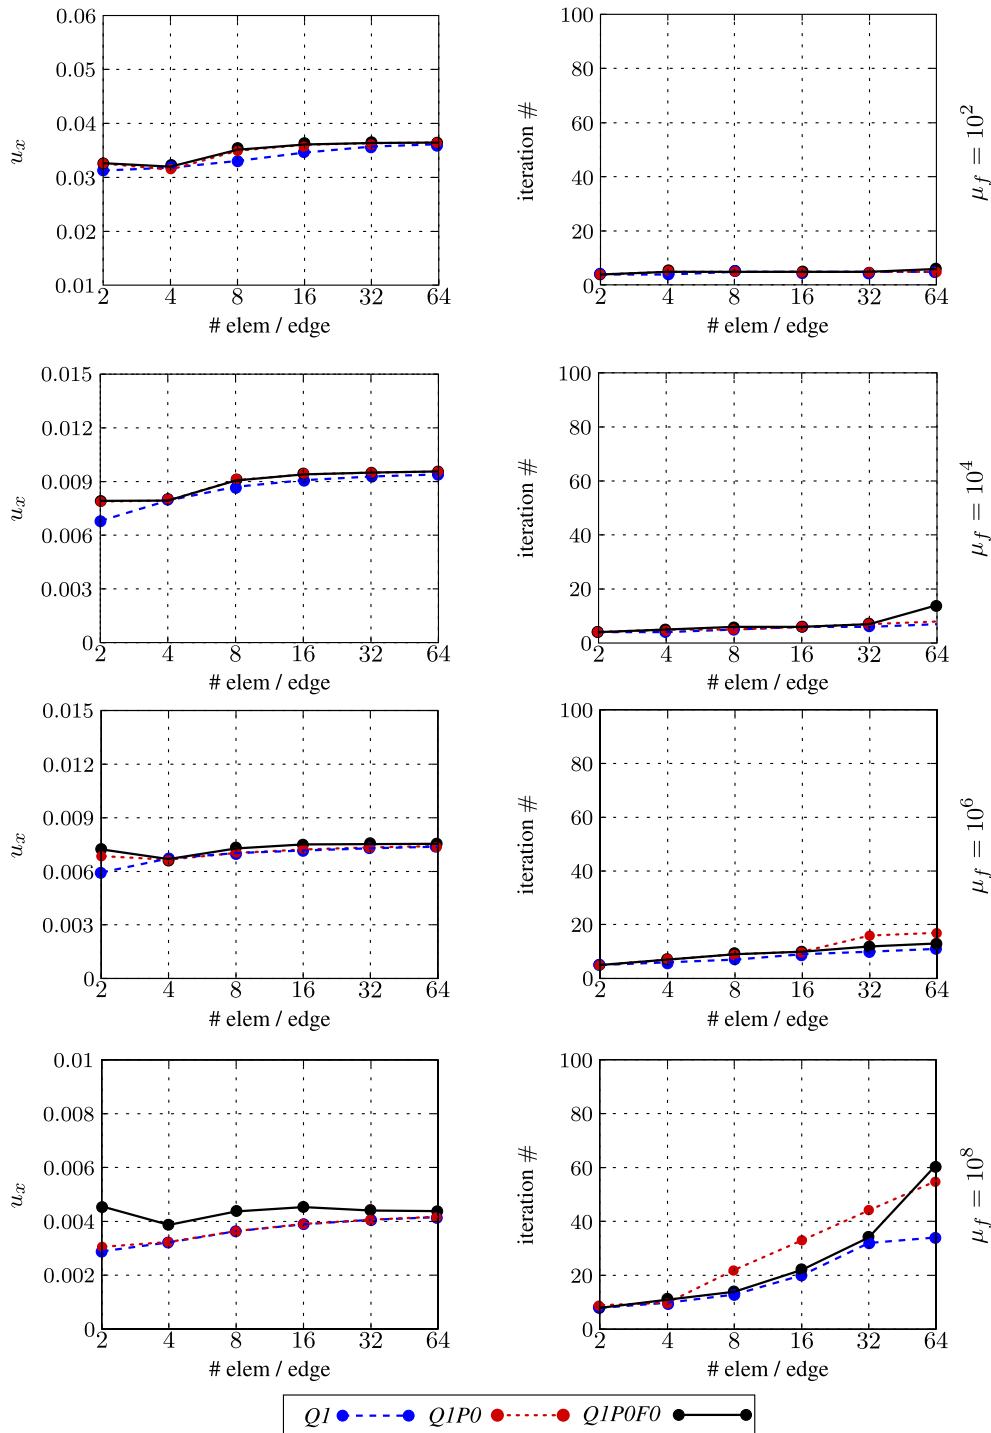 0.06
0.05
0.04
0.03
0.02
0.01
u_x
2 4 8 16 32 64
# elem / edge
100
80
60
40
20
0
iteration #
2 4 8 16 32 64
# elem / edge
μ_f = 10^2
0.015
0.012
0.009
0.006
0.003
0
u_x
2 4 8 16 32 64
# elem / edge
100
80
60
40
20
0
iteration #
2 4 8 16 32 64
# elem / edge
μ_f = 10^4
0.015
0.012
0.009
0.006
0.003
0
u_x
2 4 8 16 32 64
# elem / edge
100
80
60
40
20
0
iteration #
2 4 8 16 32 64
# elem / edge
μ_f = 10^6
0.01
0.008
0.006
0.004
0.002
0
u_x
2 4 8 16 32 64
# elem / edge
100
80
60
40
20
0
iteration #
2 4 8 16 32 64
# elem / edge
μ_f = 10^8
Q1 Q1P0 Q1P0F0